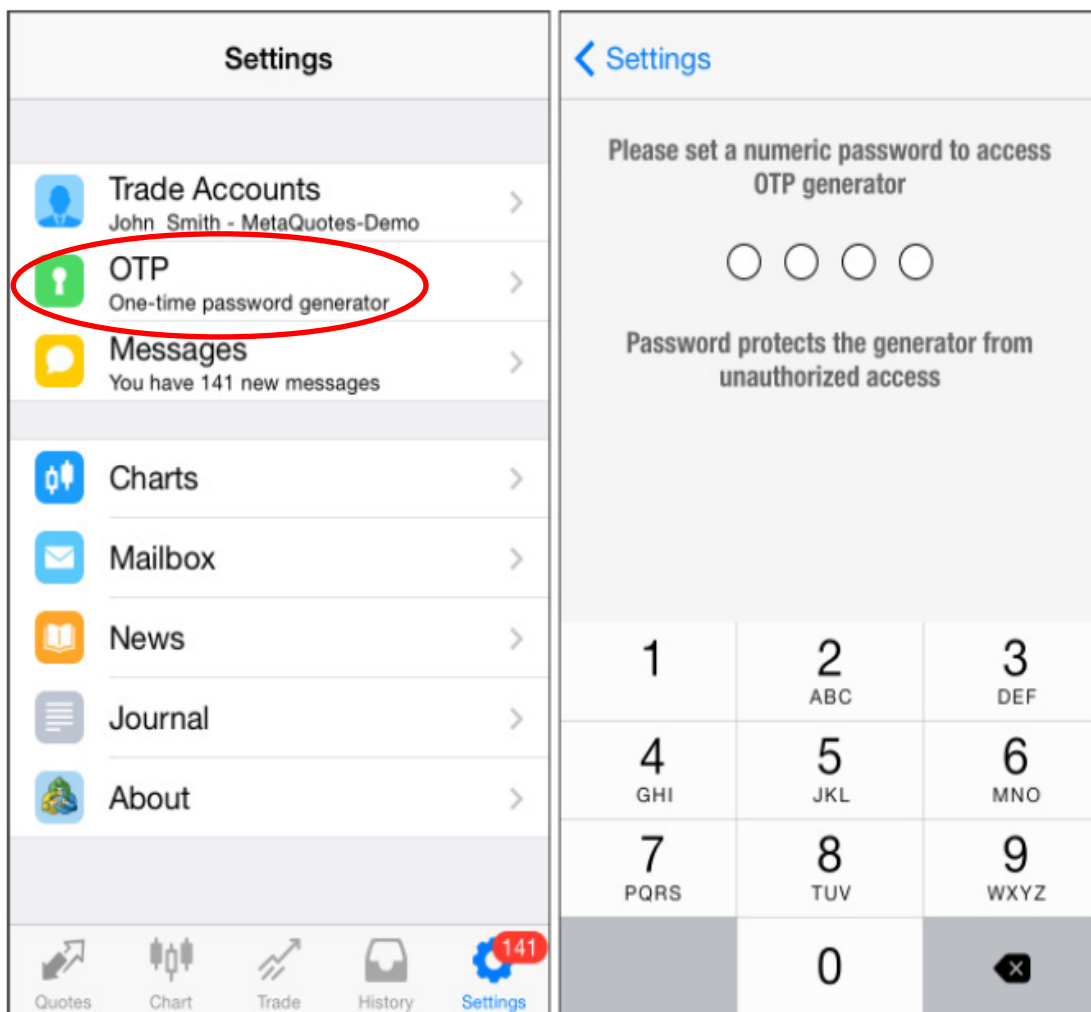 Settings
Trade Accounts
John Smith - MetaQuotes-Demo
OTP
One-time password generator
Messages
You have 141 new messages
Charts
Mailbox
News
Journal
About
141
Quotes
Chart
Trade
History
Settings
Settings
Please set a numeric password to access
OTP generator
Password protects the generator from
unauthorized access
1
2
3
ABC
DEF
4
5
6
GHI
JKL
MNO
7
8
9
PQRS
TUV
WXYZ
0